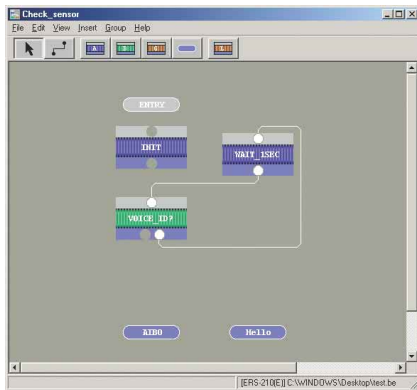 Check_sensor
File Edit View Insert Group Help
A B C L
ENTRY
INIT
WAIT_1SEC
VOICE_ID?
AIBO
Hello
[ERS-210(E)] C:\WINDOWS\Desktop\test.be